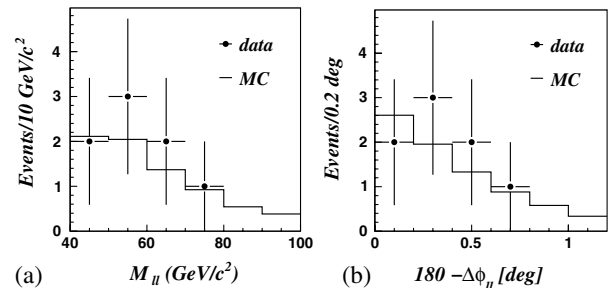 Events/10 GeV/c²
5
4
3
2
1
0
data
MC
40 60 80 100
(a) M_ll (GeV/c²)
Events/0.2 deg
4
3
2
1
0
data
MC
0 0.5 1
(b) 180 -Δϕ_ll [deg]